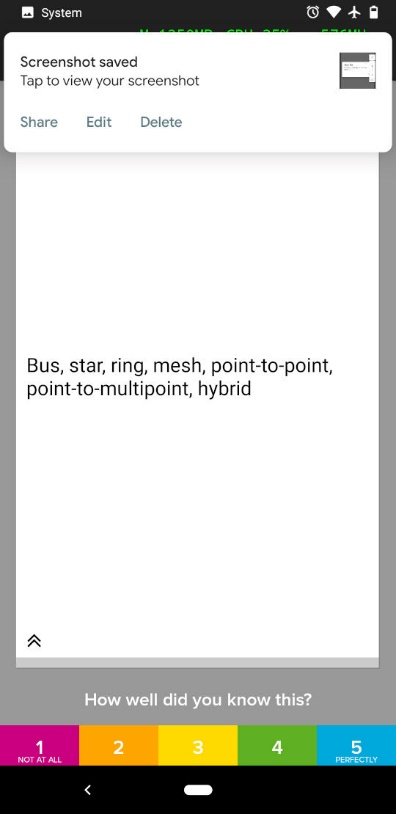 System
Screenshot saved
Tap to view your screenshot
Share Edit Delete
Bus, star, ring, mesh, point-to-point,
point-to-multipoint, hybrid
How well did you know this?
1 2 3 4 5
NOT AT ALL PERFECTLY